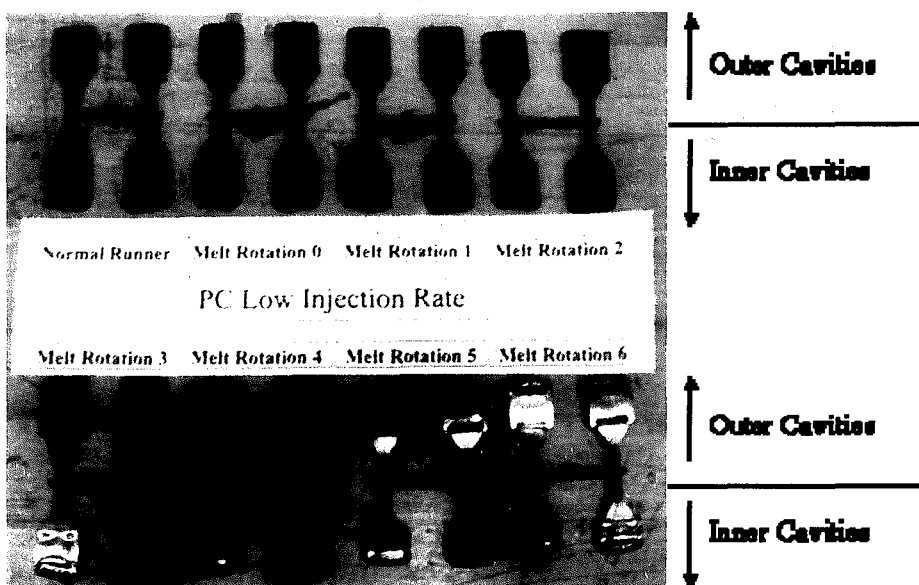 Outer Cavities
Inner Cavities
Normal Runner Melt Rotation 0 Melt Rotation 1 Melt Rotation 2
PC Low Injection Rate
Melt Rotation 3 Melt Rotation 4 Melt Rotation 5 Melt Rotation 6
Outer Cavities
Inner Cavities